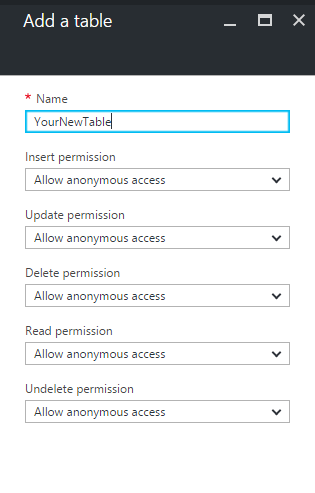 Add a table
* Name
YourNewTable
Insert permission
Allow anonymous access
Update permission
Allow anonymous access
Delete permission
Allow anonymous access
Read permission
Allow anonymous access
Undelete permission
Allow anonymous access